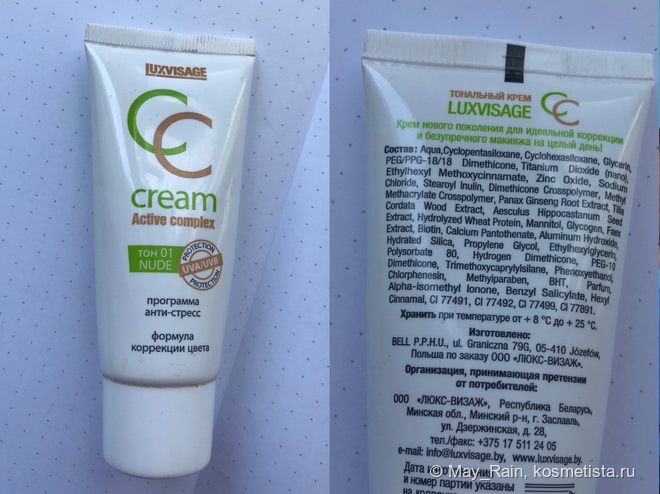 LUXVISAGE
CC
cream
Active complex
ТОН 01
NUDE
PROTECTION
UVA/UVB
PROTECTION
программа
анти-стресс
формула
коррекции цвета
ТОНАЛЬНЫЙ КРЕМ
LUXVISAGE CC
Крем нового поколения для идеальной коррекции
и безупречного макияжа на целый день!
Состав: Aqua,Cyclopentasiloxane, Cyclohexasiloxane, Glycerin,
PEG/PPG-18/18 Dimethicone, Titanium Dioxide (nano),
Ethylhexyl Methoxycinnamate, Zinc Oxide, Sodium
Chloride, Stearoyl Inulin, Dimethicone Crosspolymer, Methyl
Methacrylate Crosspolymer, Panax Ginseng Root Extract, Tilia
Cordata Wood Extract, Aesculus Hippocastanum Seed
Extract, Hydrolyzed Wheat Protein, Mannitol, Glycogen, Faex
Extract, Biotin, Calcium Pantothenate, Aluminum Hydroxide,
Hydrated Silica, Propylene Glycol, Ethylhexylglycerin,
Polysorbate 80, Hydrogen Dimethicone, PEG-10
Dimethicone, Trimethoxycaprylylsilane, Phenoxyethanol,
Chlorphenesin, Methylparaben, BHT, Parfum,
Alpha-isomethyl Ionone, Benzyl Salicylate, Hexyl
Cinnamal, CI 77491, CI 77492, CI 77499, CI 77891.
Хранить при температуре от + 8 °C до + 25 °C.
Изготовлено:
BELL P.P.H.U., ul. Graniczna 79G, 05-410 Józefów,
Польша по заказу ООО «ЛЮКС-ВИЗАЖ».
Организация, принимающая претензии
от потребителей:
ООО «ЛЮКС-ВИЗАЖ», Республика Беларусь,
Минская обл., Минский р-н, г. Заславль,
ул. Дзержинская, д. 28,
тел./факс: +375 17 511 24 05
e-mail: info@luxvisage.by, www.luxvisage.by
Дата
и номер партии указаны
© May_Rain, kosmetista.ru